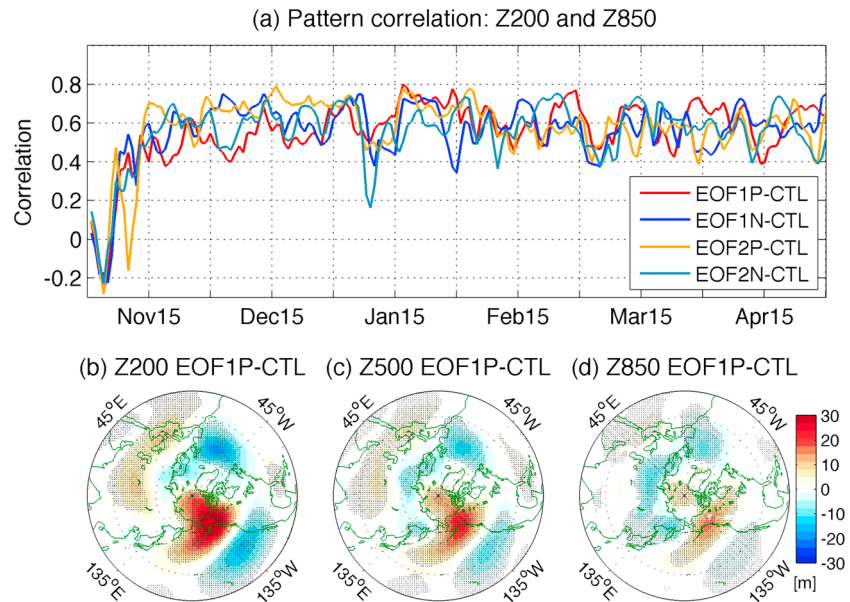 (a) Pattern correlation: Z200 and Z850
Correlation
0.8
0.6
0.4
0.2
0
-0.2
EOF1P-CTL
EOF1N-CTL
EOF2P-CTL
EOF2N-CTL
Nov15 Dec15 Jan15 Feb15 Mar15 Apr15
(b) Z200 EOF1P-CTL (c) Z500 EOF1P-CTL (d) Z850 EOF1P-CTL
45°E 45°W 45°E 45°W 45°E 45°W
135°E 135°W 135°E 135°W 135°E 135°W
30
20
10
0
-10
-20
-30
[m]